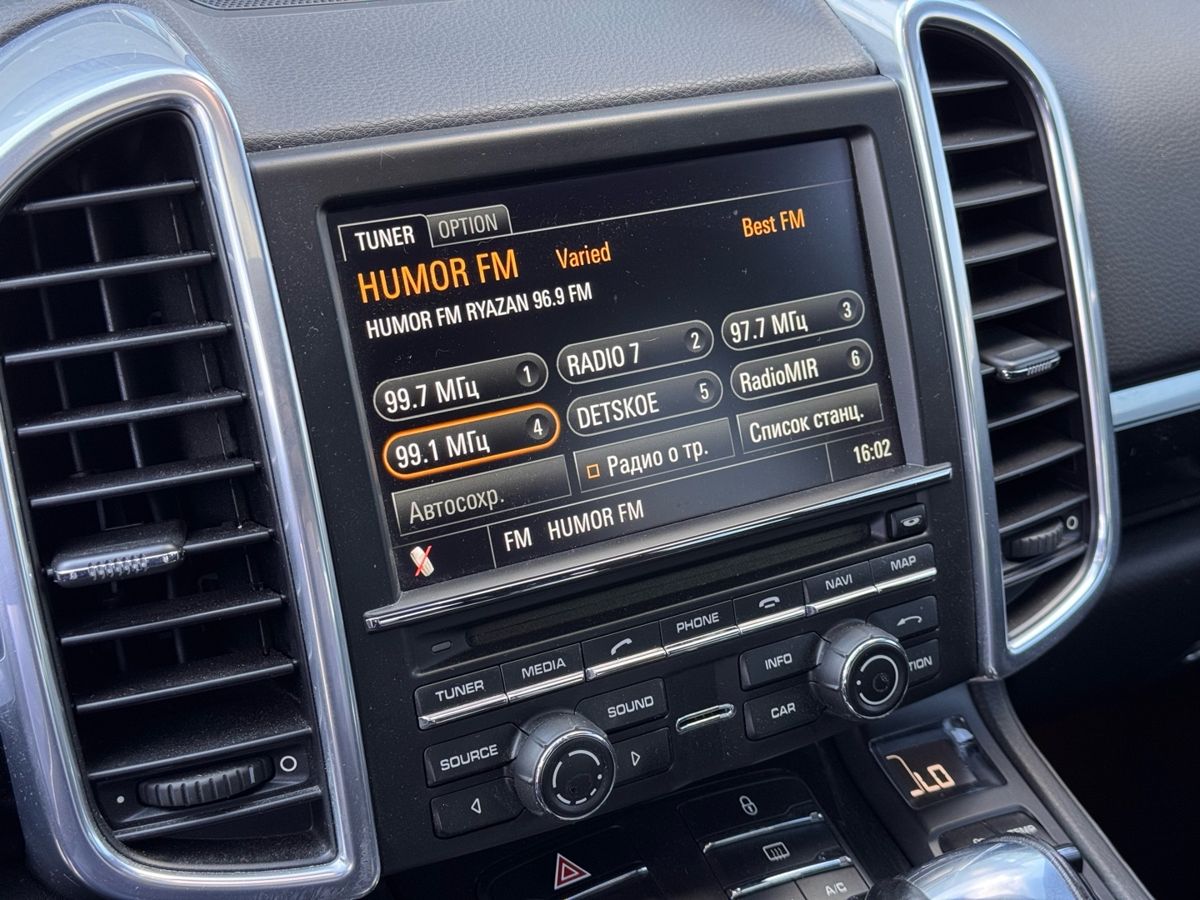 TUNER OPTION
HUMOR FM Varied Best FM
HUMOR FM RYAZAN 96.9 FM
99.7 МГц 1 RADIO 7 2 97.7 МГц 3
99.1 МГц 4 DETSKOE 5 RadioMIR 6
Автосохр. Радио о тр. Список станц.
FM HUMOR FM 16:02
TUNER MEDIA PHONE NAVI MAP
SOURCE SOUND INFO
CAR
LO
TEMP
A/C